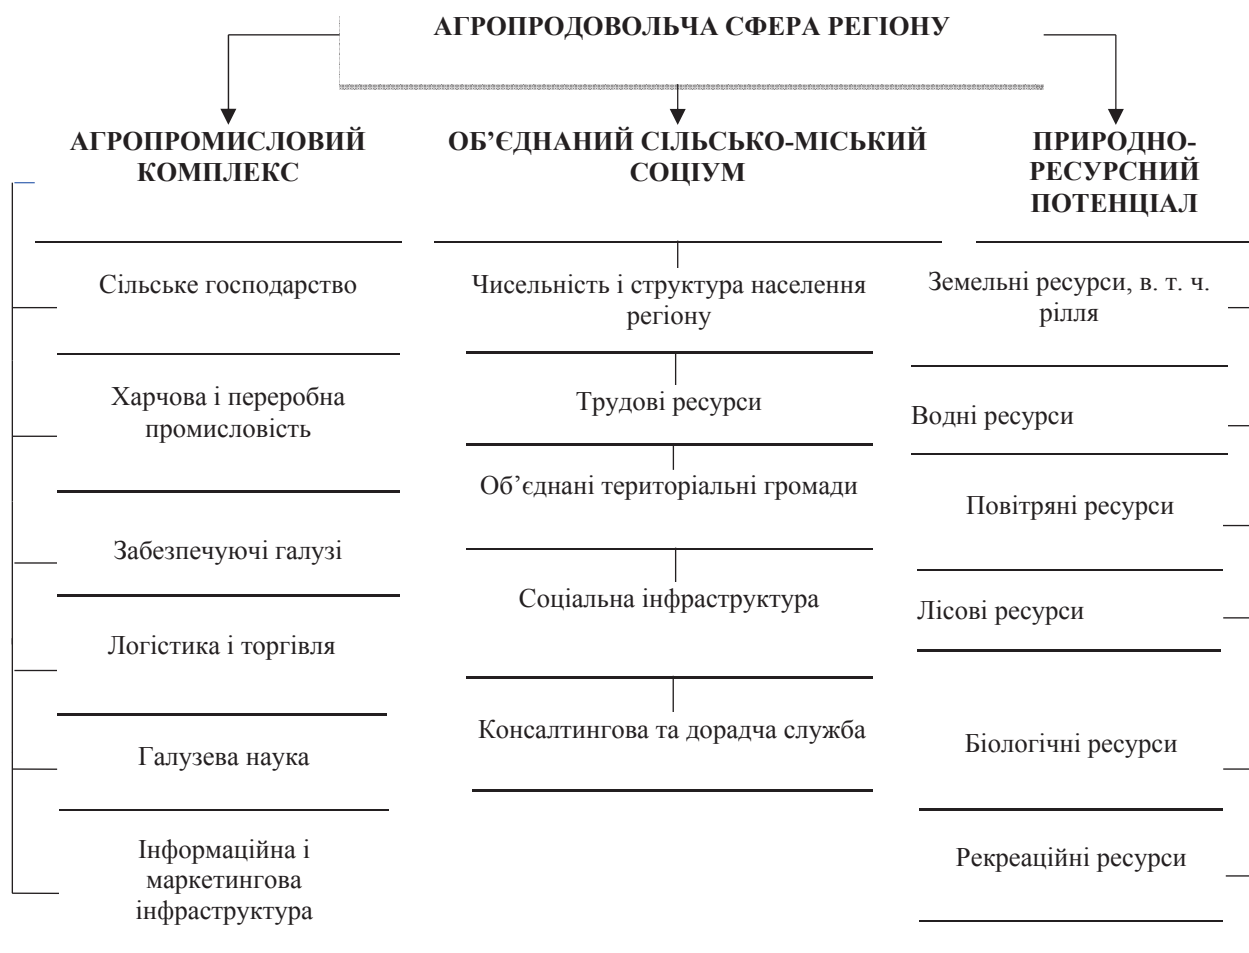 АГРОПРОДОВОЛЬЧА СФЕРА РЕГІОНУ
АГРОПРОМИСЛОВИЙ
КОМПЛЕКС
ОБ’ЄДНАНИЙ СІЛЬСЬКО-МІСЬКИЙ
СОЦІУМ
ПРИРОДНО-
РЕСУРСНИЙ
ПОТЕНЦІАЛ
Сільське господарство
Харчова і переробна
промисловість
Забезпечуючі галузі
Логістика і торгівля
Галузева наука
Інформаційна і
маркетингова
інфраструктура
Чисельність і структура населення
регіону
Трудові ресурси
Об’єднані територіальні громади
Соціальна інфраструктура
Консалтингова та дорадча служба
Земельні ресурси, в. т. ч.
рілля
Водні ресурси
Повітряні ресурси
Лісові ресурси
Біологічні ресурси
Рекреаційні ресурси